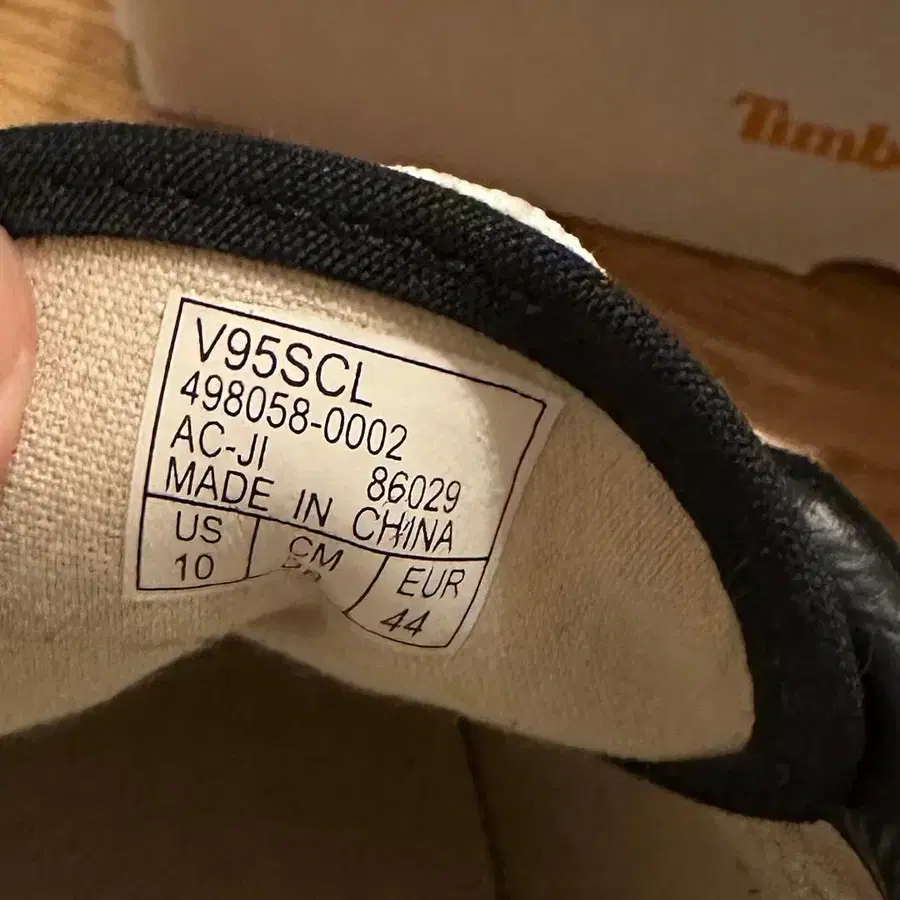 Timb
V95SCL
498058-0002
AC-JI 86029
MADE IN CHINA
US CM EUR
10 44